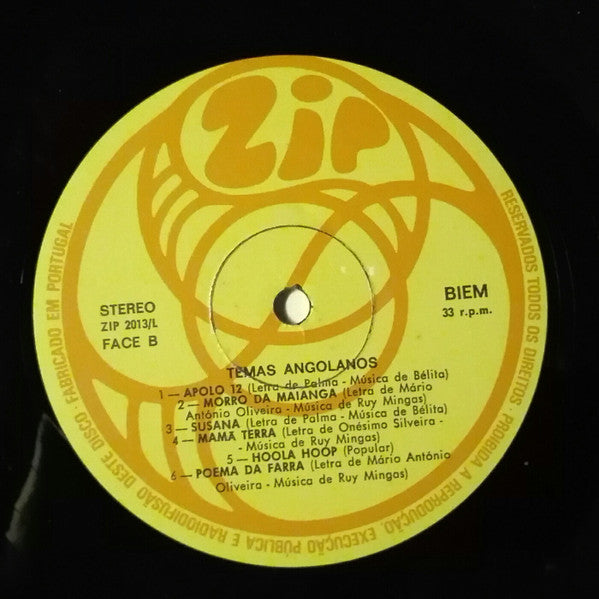 Zip
STEREO
ZIP 2013/L
FACE B
BIEM
33 r.p.m.
TEMAS ANGOLANOS
1 — APOLO 12 (Letra de Palma - Música de Bélita)
2 — MORRO DA MAIANGA (Letra de Mário
António Oliveira - Música de Ruy Mingas)
3 — SUSANA (Letra de Palma - Música de Bélita)
4 — MAMÃ TERRA (Letra de Onésimo Silveira -
- Música de Ruy Mingas)
5 — HOOLA HOOP (Popular)
6 — POEMA DA FARRA (Letra de Mário António
Oliveira - Música de Ruy Mingas)
RESERVADOS TODOS OS DIREITOS · PROIBIDA A REPRODUÇÃO, EXECUÇÃO PÚBLICA E RADIODIFUSÃO DESTE DISCO FABRICADO EM PORTUGAL